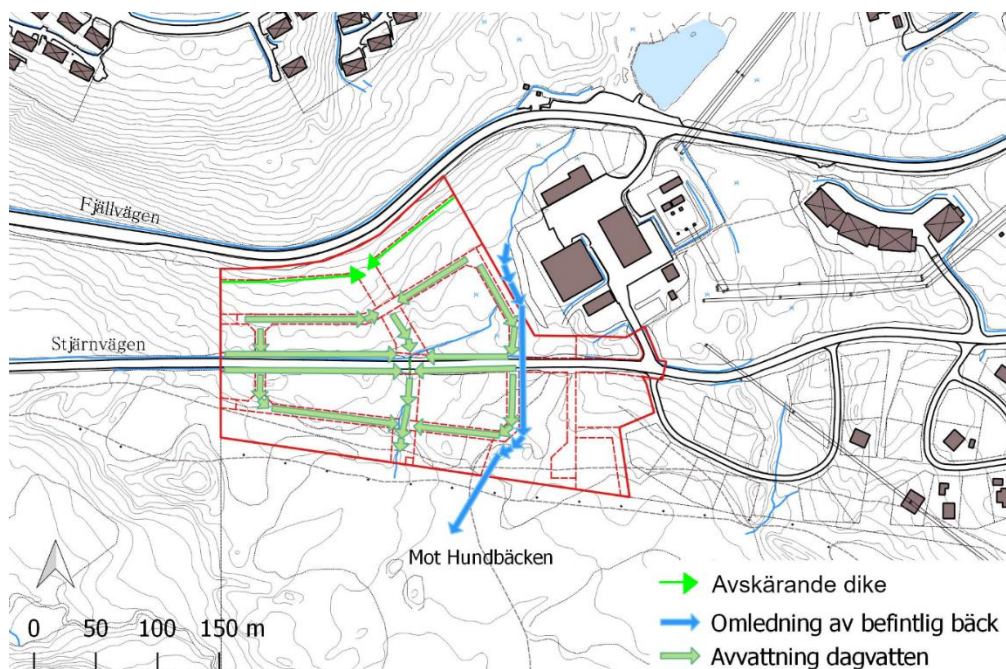 Fjällvägen
Stjärnvägen
Mot Hundbäcken
0 50 100 150 m
Avskärande dike
Omledning av befintlig bäck
Avvattning dagvatten